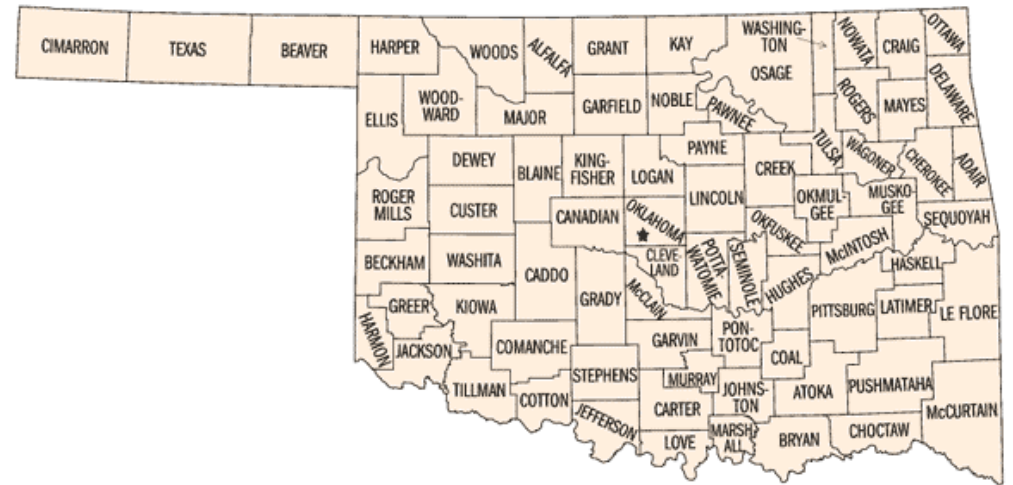 CIMARRON
TEXAS
BEAVER
HARPER
WOODS
ALFALFA
GRANT
KAY
WASHING-
TON
OSAGE
NOWATA
CRAIG
OTTAWA
ELLIS
WOOD-
WARD
MAJOR
GARFIELD
NOBLE
PAWNEE
ROGERS
MAYES
DELAWARE
DEWEY
BLAINE
KING-
FISHER
LOGAN
PAYNE
CREEK
TULSA
WAGONER
CHEROKEE
ADAIR
ROGER
MILLS
CUSTER
CANADIAN
OKLAHOMA
LINCOLN
OKFUSKEE
OKMUL-
GEE
MUSKO-
GEE
SEQUOYAH
BECKHAM
WASHITA
CADDO
GRADY
CLEVE-
LAND
McCLAIN
POTTA-
WATOMIE
SEMINOLE
HUGHES
McINTOSH
HASKELL
GREER
KIOWA
HARMON
JACKSON
COMANCHE
GARVIN
PON-
TOTOC
PITTSBURG
LATIMER
LE FLORE
COAL
TILLMAN
COTTON
STEPHENS
MURRAY
JOHNS-
TON
ATOKA
PUSHMATAHA
McCURTAIN
JEFFERSON
CARTER
LOVE
MARSH
ALL
BRYAN
CHOCTAW